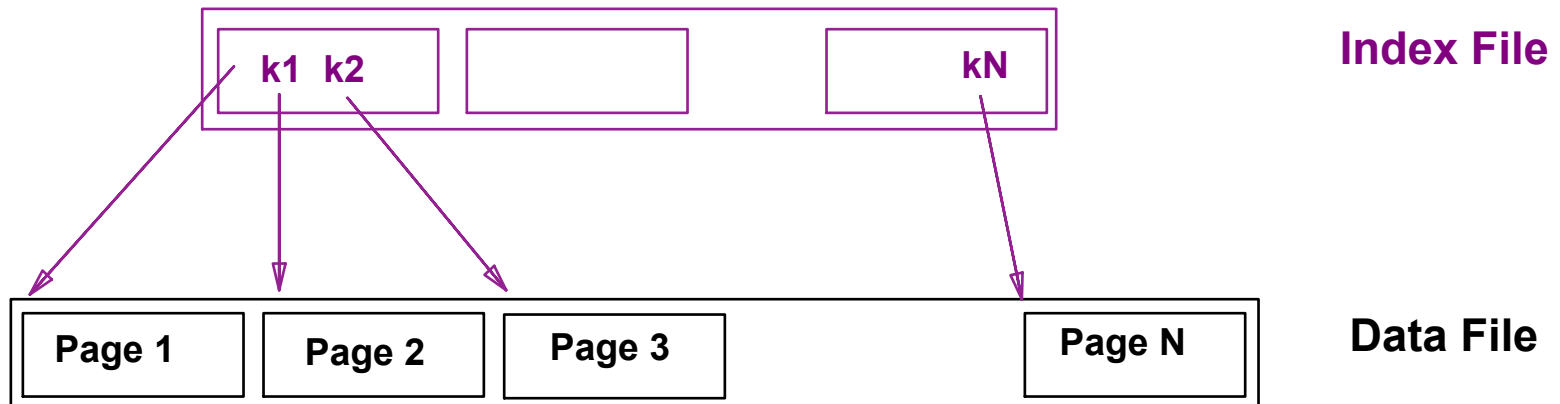 k1 k2
kN
Index File
Page 1
Page 2
Page 3
Page N
Data File